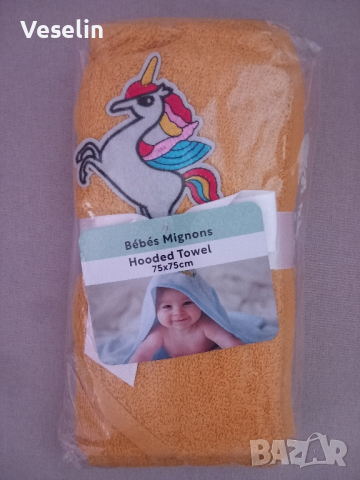 Veselin
Bébés Mignons
Hooded Towel
75x75cm
BAZAR